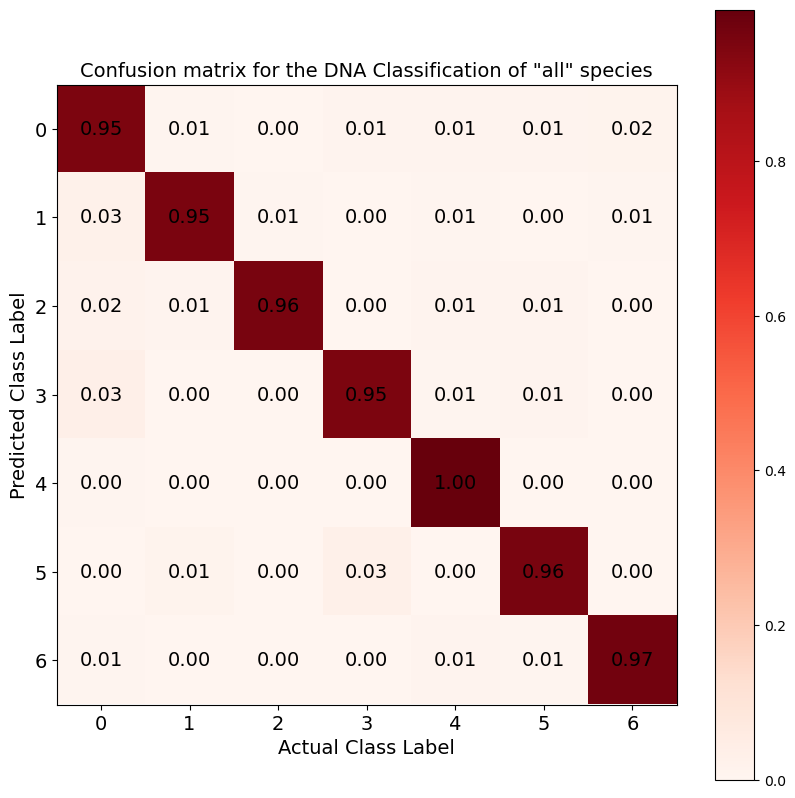 Confusion matrix for the DNA Classification of "all" species
0 0.95 0.01 0.00 0.01 0.01 0.01 0.02
0.8
1 0.03 0.95 0.01 0.00 0.01 0.00 0.01
2 0.02 0.01 0.96 0.00 0.01 0.01 0.00
0.6
3 0.03 0.00 0.00 0.95 0.01 0.01 0.00
Predicted Class Label
0.4
4 0.00 0.00 0.00 0.00 1.00 0.00 0.00
5 0.00 0.01 0.00 0.03 0.00 0.96 0.00
0.2
6 0.01 0.00 0.00 0.00 0.01 0.01 0.97
0 1 2 3 4 5 6
Actual Class Label
0.0